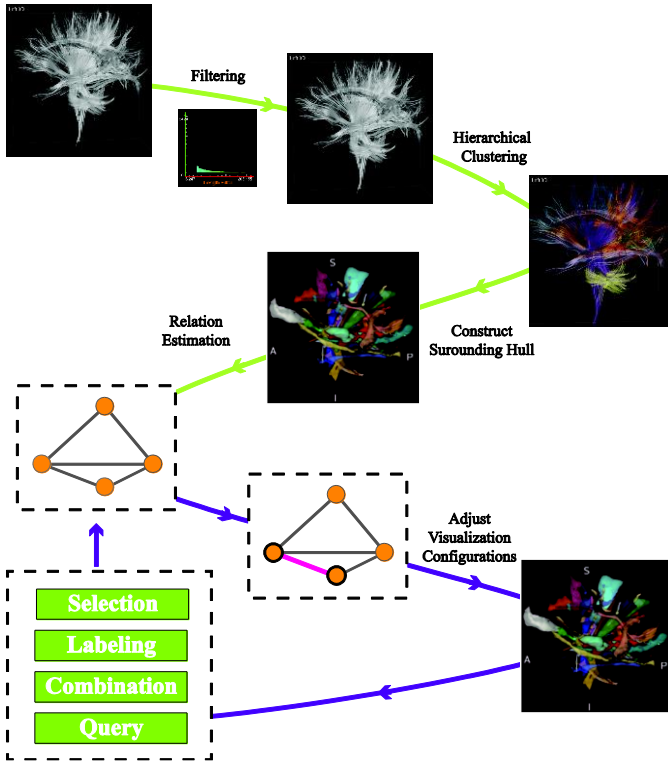 Filtering
Hierarchical
Clustering
S
A
P
I
Relation
Estimation
Construct
Surounding Hull
Adjust
Visualization
Configurations
S
A
P
I
Selection
Labeling
Combination
Query